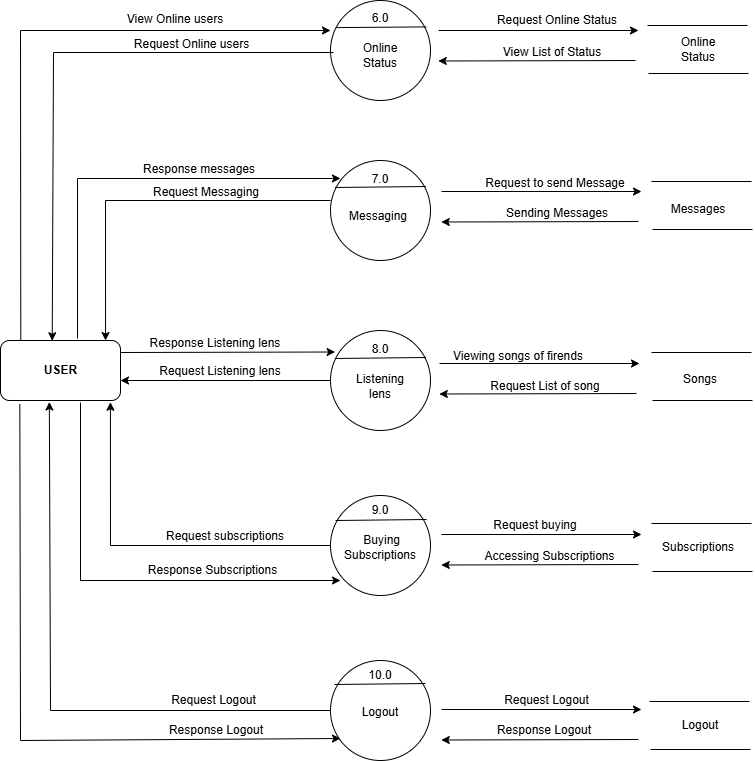 View Online users
6.0
Request Online Status
Request Online users
Online
Status
View List of Status
Online
Status
Response messages
7.0
Request to send Message
Request Messaging
Messaging
Sending Messages
Messages
Response Listening lens
8.0
Viewing songs of firends
USER
Request Listening lens
Listening
lens
Request List of song
Songs
9.0
Request buying
Request subscriptions
Buying
Subscriptions
Accessing Subscriptions
Subscriptions
Response Subscriptions
10.0
Request Logout
Request Logout
Logout
Response Logout
Response Logout
Logout